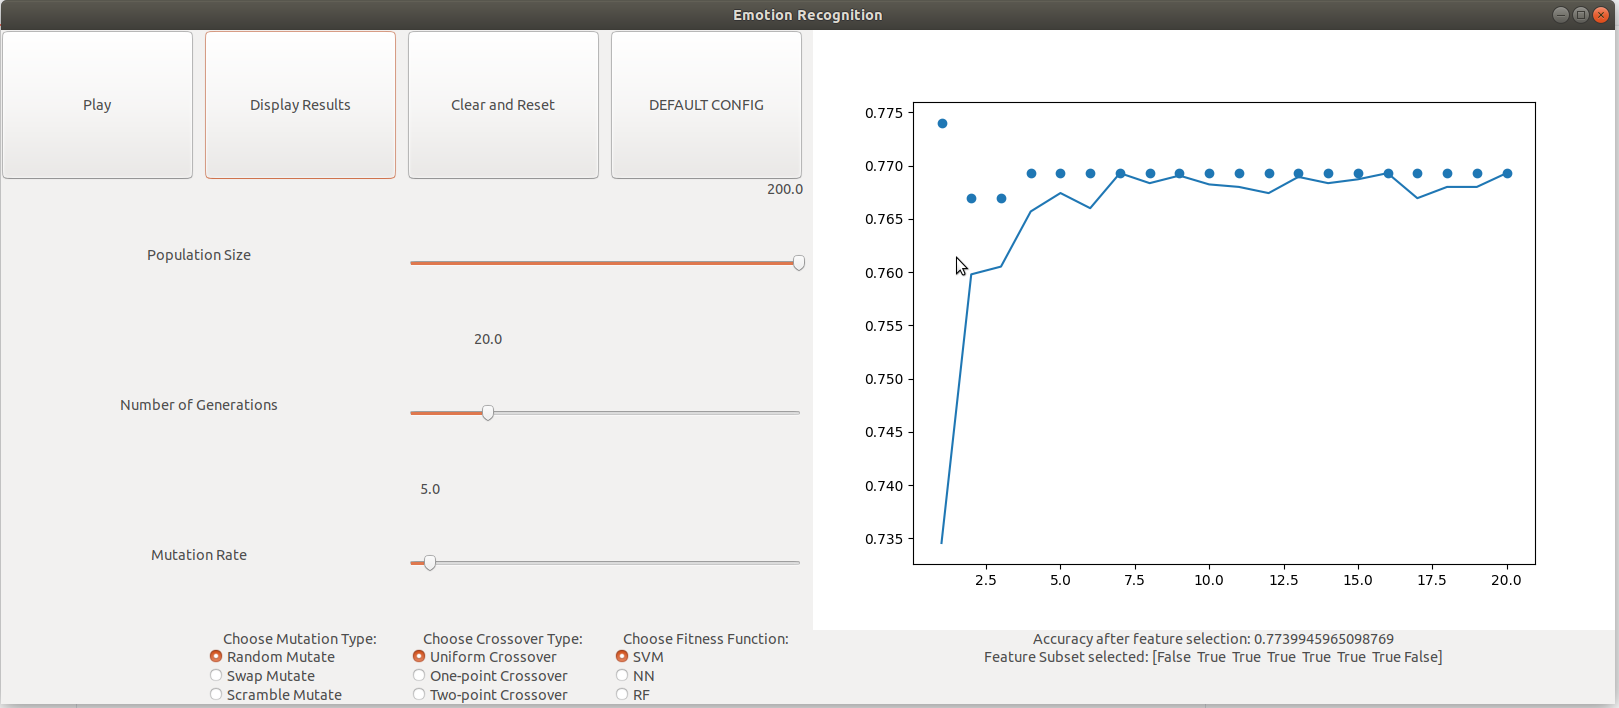 Emotion Recognition
Play
Display Results
Clear and Reset
DEFAULT CONFIG
200.0
Population Size
20.0
Number of Generations
5.0
Mutation Rate
Choose Mutation Type:
Random Mutate
Swap Mutate
Scramble Mutate
Choose Crossover Type:
Uniform Crossover
One-point Crossover
Two-point Crossover
Choose Fitness Function:
SVM
NN
RF
0.775
0.770
0.765
0.760
0.755
0.750
0.745
0.740
0.735
2.5 5.0 7.5 10.0 12.5 15.0 17.5 20.0
Accuracy after feature selection: 0.7739945965098769
Feature Subset selected: [False True True True True True True False]